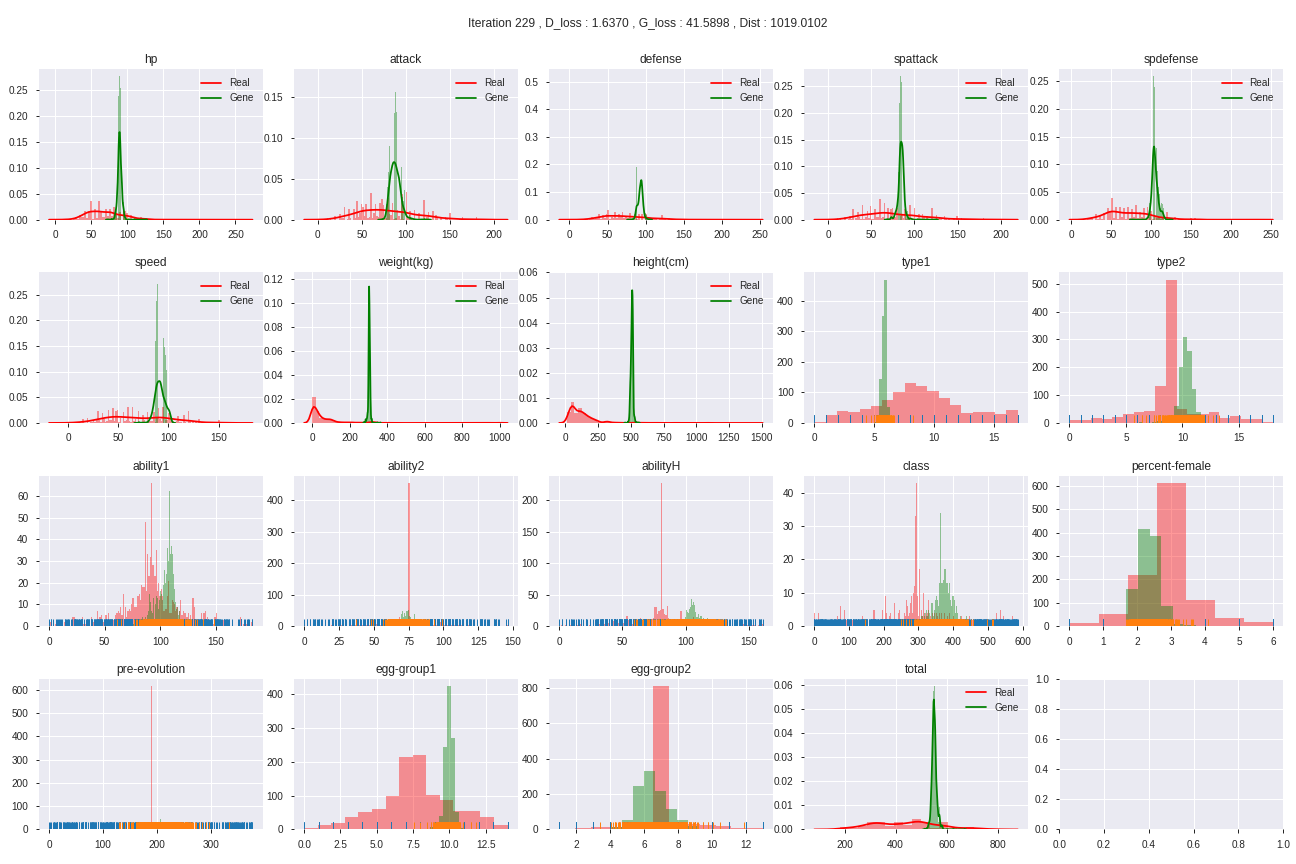 Iteration 229 , D_loss : 1.6370 , G_loss : 41.5898 , Dist : 1019.0102
hp
attack
defense
spattack
spdefense
Real
Gene
0.25
0.20
0.15
0.10
0.05
0.00
0 50 100 150 200 250
Real
Gene
0.15
0.10
0.05
0.00
0 50 100 150 200
Real
Gene
0.5
0.4
0.3
0.2
0.1
0.0
0 50 100 150 200 250
Real
Gene
0.25
0.20
0.15
0.10
0.05
0.00
0 50 100 150 200
Real
Gene
0.25
0.20
0.15
0.10
0.05
0.00
0 50 100 150 200 250
speed
weight(kg)
height(cm)
type1
type2
Real
Gene
0.25
0.20
0.15
0.10
0.05
0.00
0 50 100 150
Real
Gene
0.12
0.10
0.08
0.06
0.04
0.02
0.00
0 200 400 600 800 1000
Real
Gene
0.06
0.05
0.04
0.03
0.02
0.01
0.00
0 250 500 750 1000 1250 1500
400
300
200
100
0
0 5 10 15
500
400
300
200
100
0
0 5 10 15
ability1
ability2
abilityH
class
percent-female
60
50
40
30
20
10
0
0 50 100 150
400
300
200
100
0
0 25 50 75 100 125 150
200
150
100
50
0
0 50 100 150
40
30
20
10
0
0 100 200 300 400 500 600
600
500
400
300
200
100
0
0 1 2 3 4 5 6
pre-evolution
egg-group1
egg-group2
total
600
500
400
300
200
100
0
0 100 200 300
400
300
200
100
0
0.0 2.5 5.0 7.5 10.0 12.5
800
600
400
200
0
2 4 6 8 10 12
Real
Gene
0.06
0.05
0.04
0.03
0.02
0.01
0.00
200 400 600 800
1.0
0.8
0.6
0.4
0.2
0.0
0.0 0.2 0.4 0.6 0.8 1.0